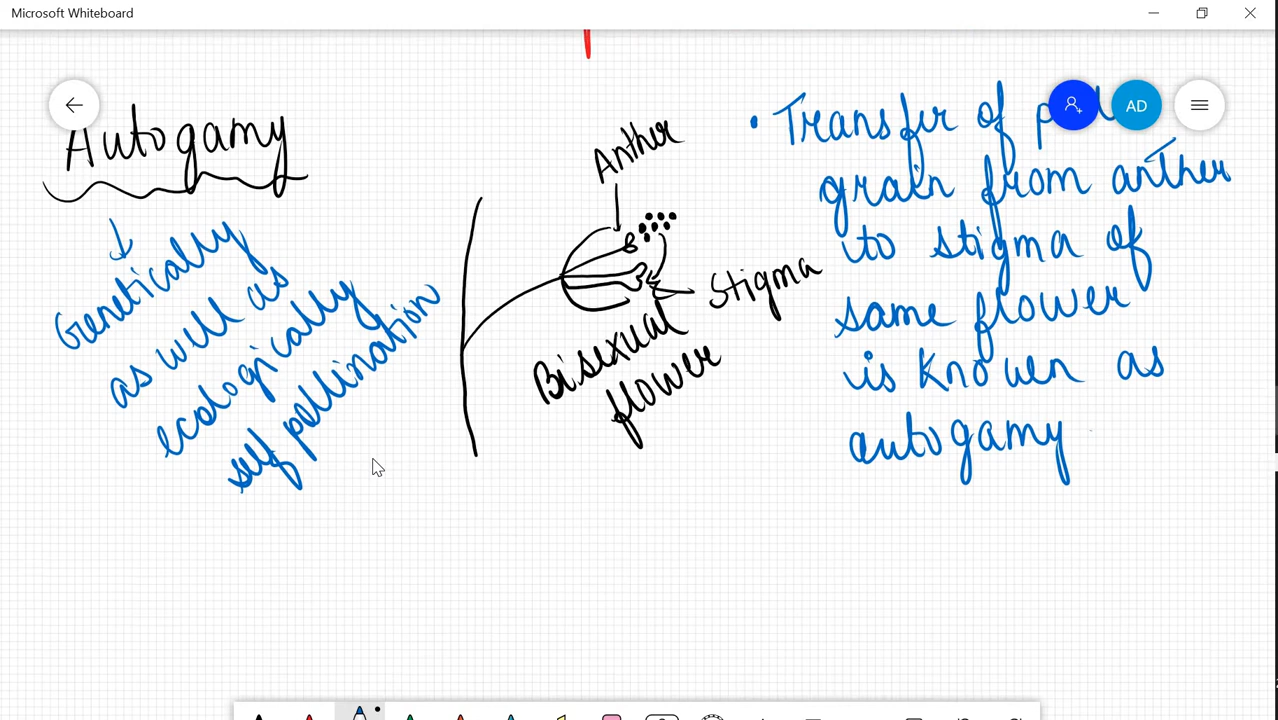 Microsoft Whiteboard
AD
Autogamy
Genetically
as well as
ecologically
self pollination
Anther
Stigma
Bisexual
flower
• Transfer of
grain from anther
to stigma of
same flower
is known as
autogamy